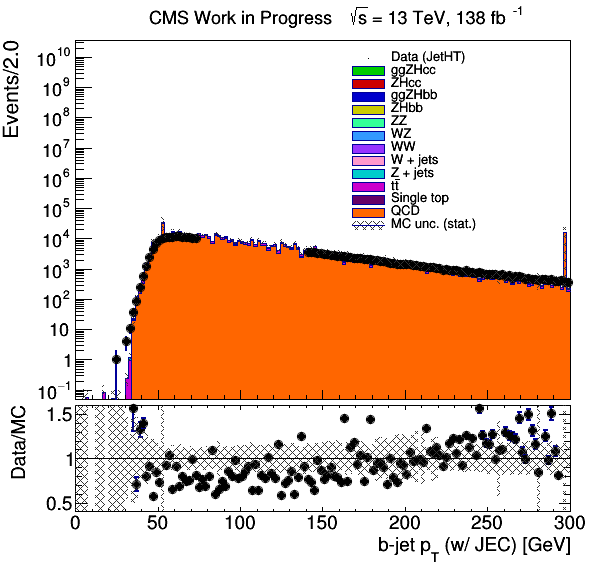 CMS Work in Progress √s = 13 TeV, 138 fb⁻¹
Events/2.0
10¹⁰
10⁹
10⁸
10⁷
10⁶
10⁵
10⁴
10³
10²
10
1
10⁻¹
Data (JetHT)
ggZHcc
ZHcc
ggZHbb
ZHbb
ZZ
WZ
WW
W + jets
Z + jets
tt̄
Single top
QCD
MC unc. (stat.)
Data/MC
1.5
1
0.5
0 50 100 150 200 250 300
b-jet p_T (w/ JEC) [GeV]